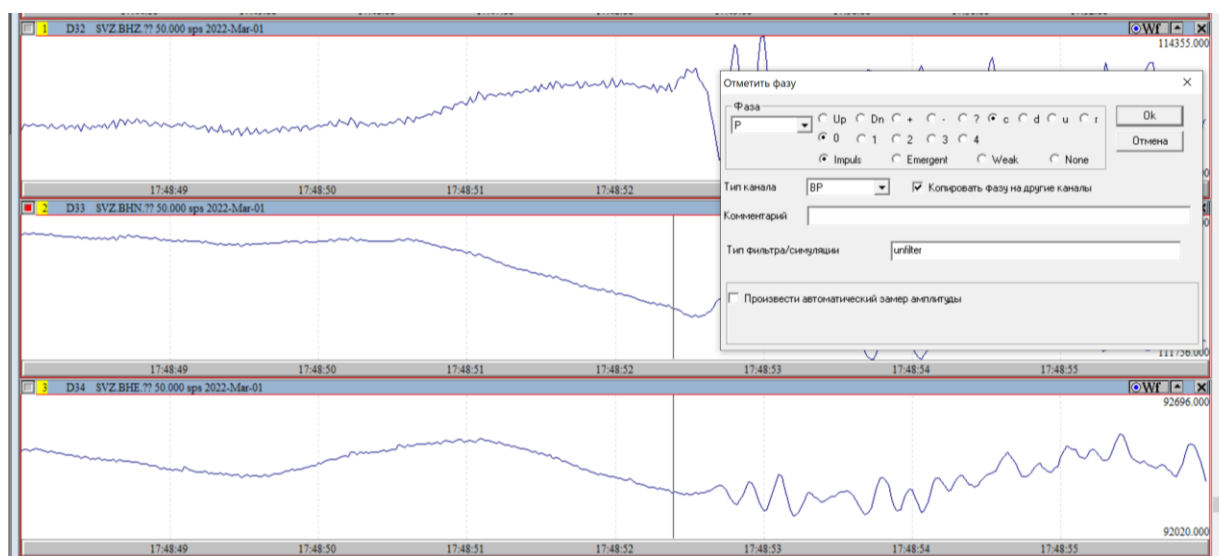 1 D32 SVZ.BHZ.?? 50.000 sps 2022-Mar-01 Wf X
114355.000
17:48:49 17:48:50 17:48:51 17:48:52
2 D33 SVZ.BHN.?? 50.000 sps 2022-Mar-01
Отметить фазу ×
Фаза
P Up Dn + - ? c d u r Ok
0 1 2 3 4 Отмена
Impuls Emergent Weak None
Тип канала BP Копировать фазу на другие каналы
Комментарий
Тип фильтра/симуляции unfilter
Произвести автоматический замер амплитуды
111756.000
17:48:49 17:48:50 17:48:51 17:48:52 17:48:53 17:48:54 17:48:55
3 D34 SVZ.BHE.?? 50.000 sps 2022-Mar-01 Wf X
92696.000
92020.000
17:48:49 17:48:50 17:48:51 17:48:52 17:48:53 17:48:54 17:48:55